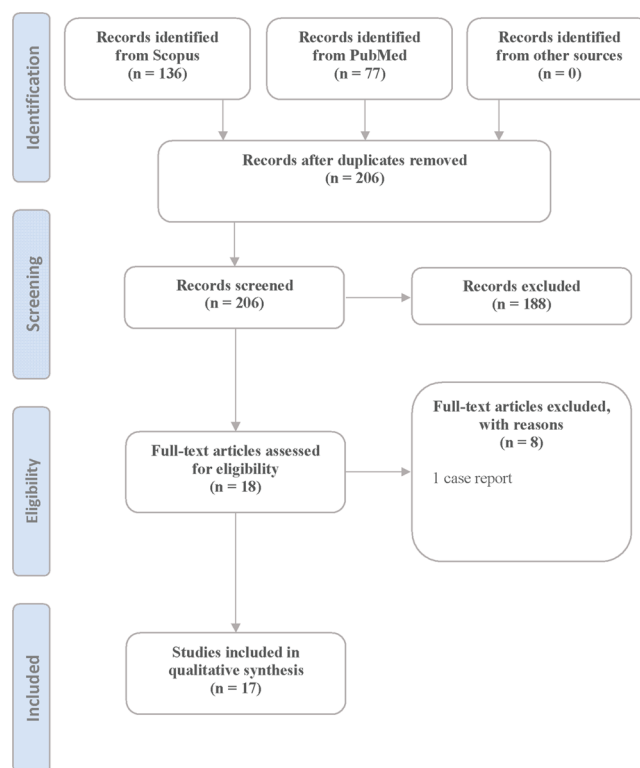 Identification
Records identified
from Scopus
(n = 136)
Records identified
from PubMed
(n = 77)
Records identified
from other sources
(n = 0)
Records after duplicates removed
(n = 206)
Screening
Records screened
(n = 206)
Records excluded
(n = 188)
Eligibility
Full-text articles assessed
for eligibility
(n = 18)
Full-text articles excluded,
with reasons
(n = 8)
1 case report
Included
Studies included in
qualitative synthesis
(n = 17)